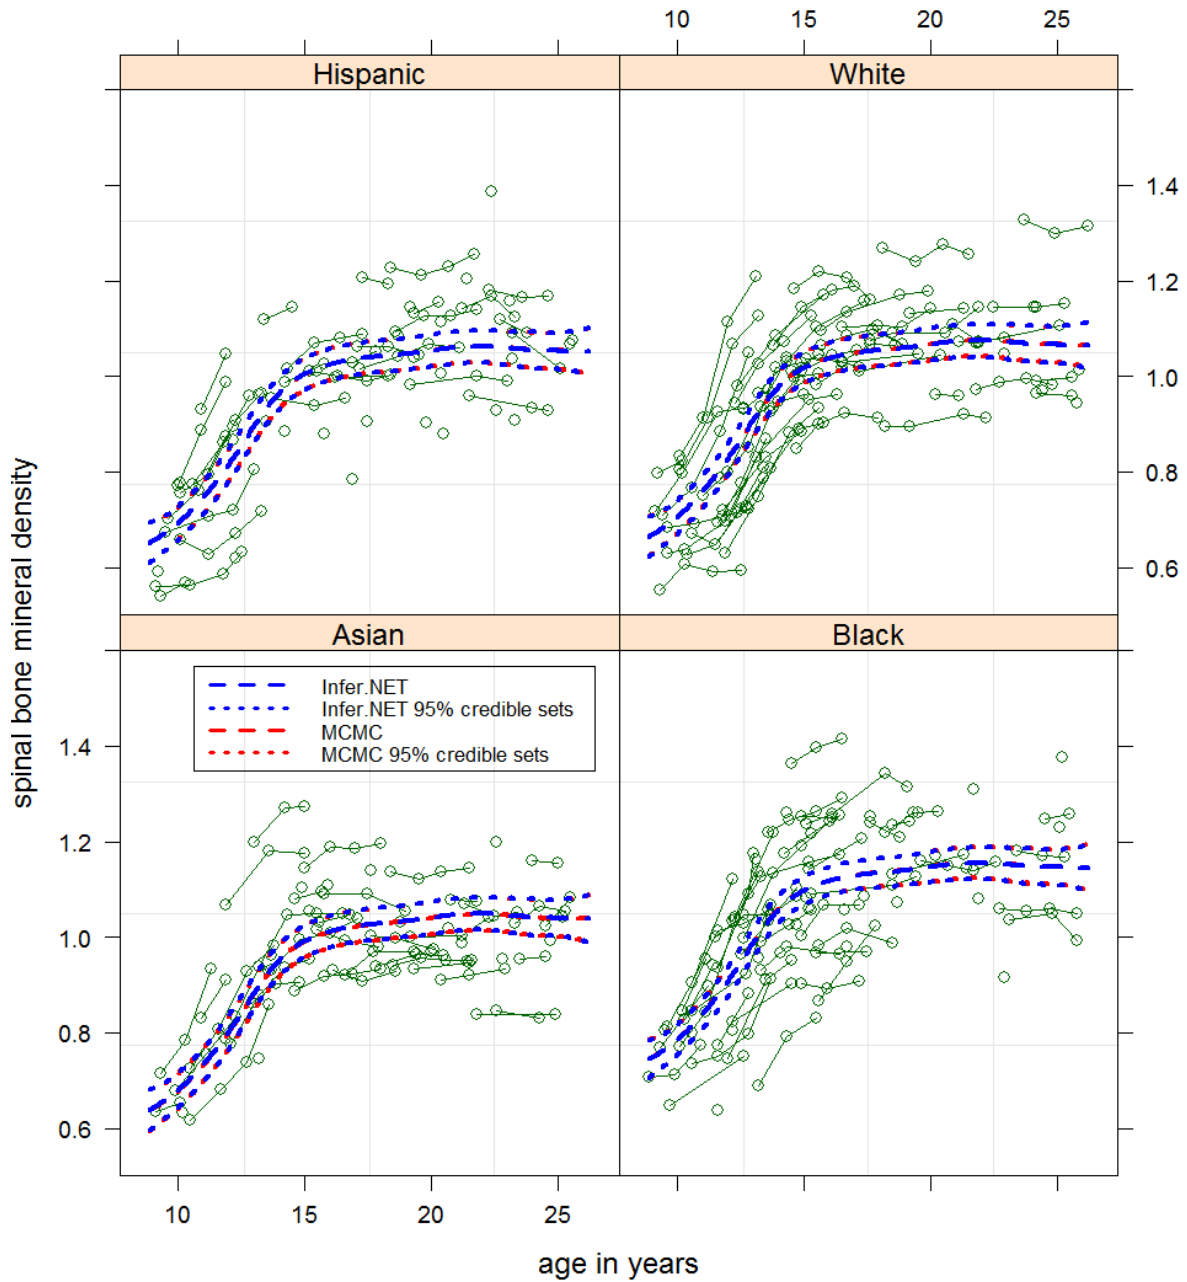 10 15 20 25
Hispanic White
1.4
1.2
1.0
0.8
0.6
Asian Black
Infer.NET
Infer.NET 95% credible sets
MCMC
MCMC 95% credible sets
1.4
1.2
1.0
0.8
0.6
10 15 20 25
spinal bone mineral density
age in years